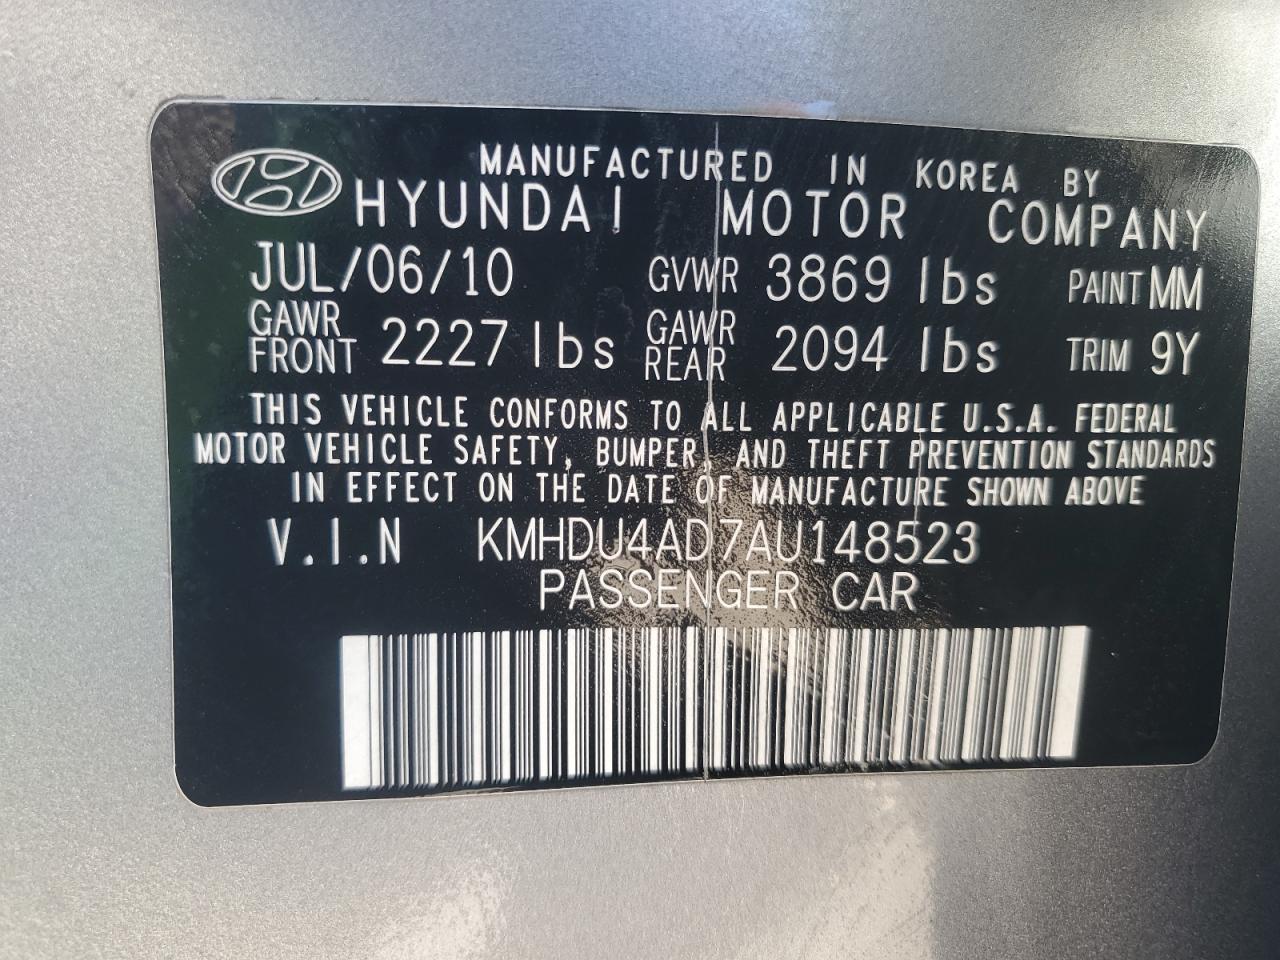 MANUFACTURED IN KOREA BY
HYUNDAI MOTOR COMPANY
JUL/06/10 GVWR 3869 lbs PAINT MM
GAWR FRONT 2227 lbs GAWR REAR 2094 lbs TRIM 9Y
THIS VEHICLE CONFORMS TO ALL APPLICABLE U.S.A. FEDERAL
MOTOR VEHICLE SAFETY, BUMPER, AND THEFT PREVENTION STANDARDS
IN EFFECT ON THE DATE OF MANUFACTURE SHOWN ABOVE
V.I.N KMHDU4AD7AU148523
PASSENGER CAR